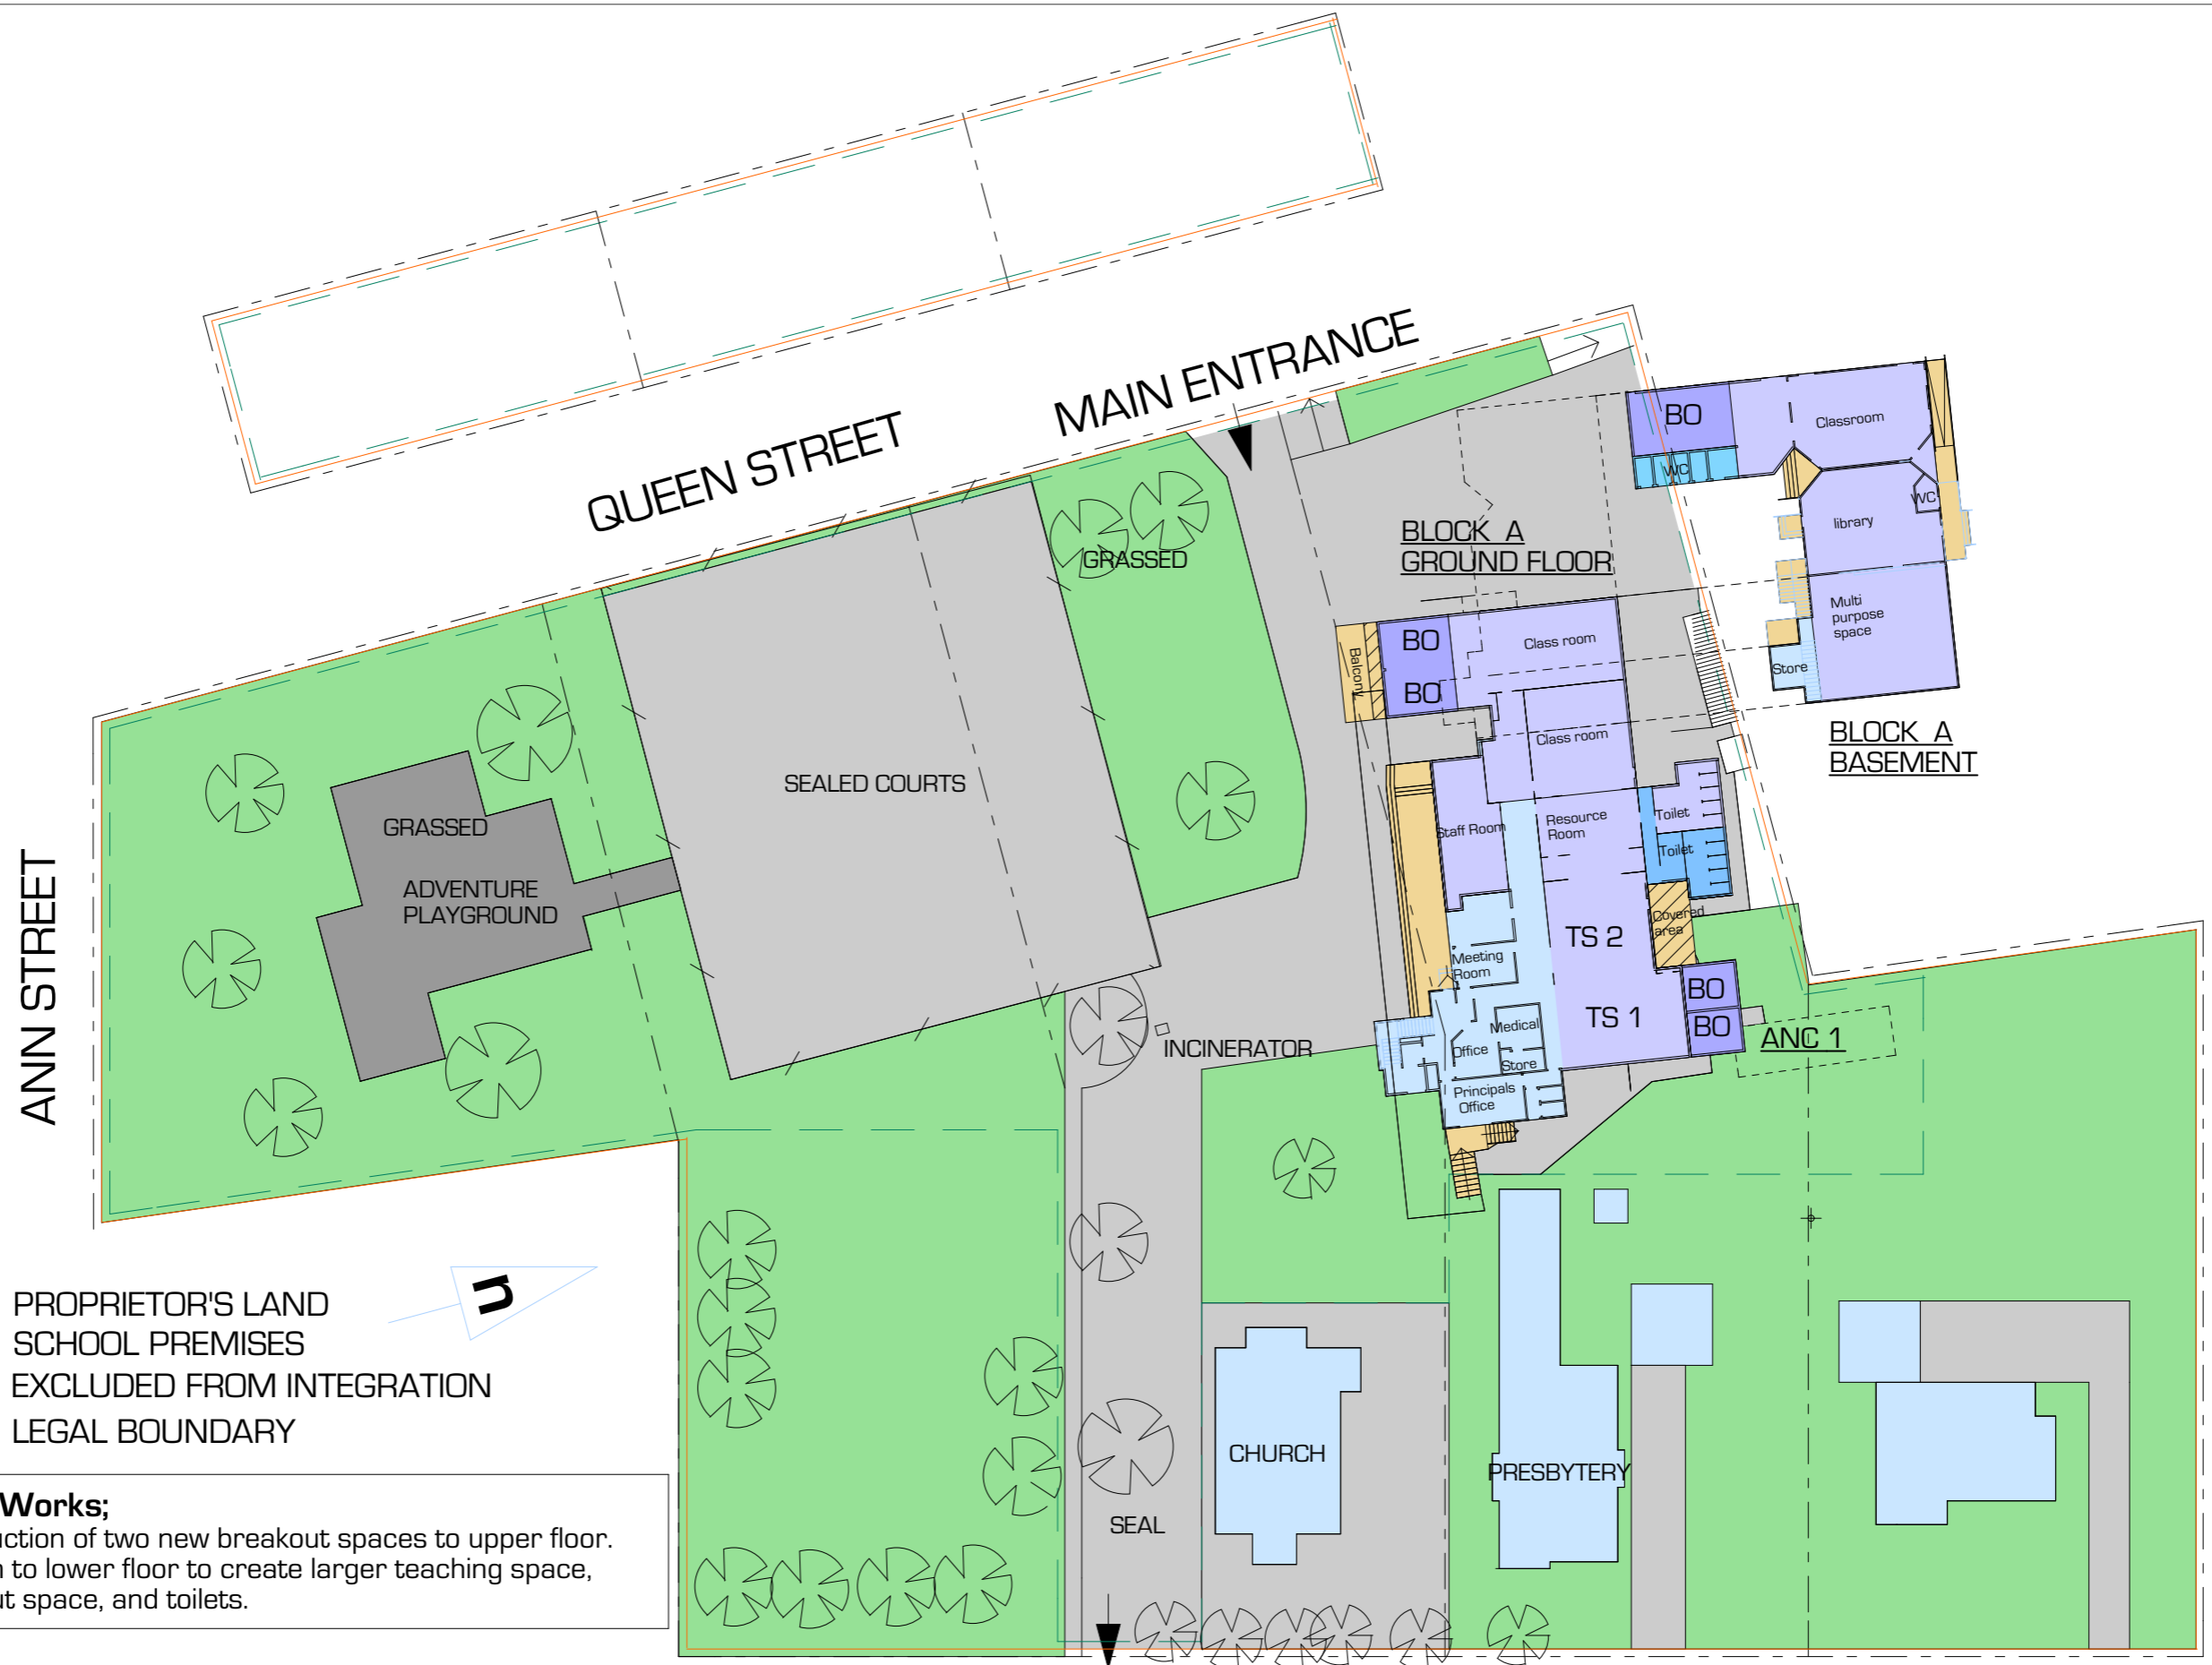 QUEEN STREET
MAIN ENTRANCE
BO
Classroom
WC
WC
library
Multi
purpose
space
Store
BLOCK A
BASEMENT
BLOCK A
GROUND FLOOR
GRASSED
Balcony
BO
BO
Class room
Class room
Staff Room
Resource
Room
Toilet
Toilet
Covered
area
TS 2
TS 1
Meeting
Room
Medical
Office
Store
Principals
Office
BO
BO
ANC 1
SEALED COURTS
GRASSED
ADVENTURE
PLAYGROUND
ANN STREET
INCINERATOR
n
PROPRIETOR'S LAND
SCHOOL PREMISES
EXCLUDED FROM INTEGRATION
LEGAL BOUNDARY
Works;
uction of two new breakout spaces to upper floor.
to lower floor to create larger teaching space,
ut space, and toilets.
SEAL
CHURCH
PRESBYTERY